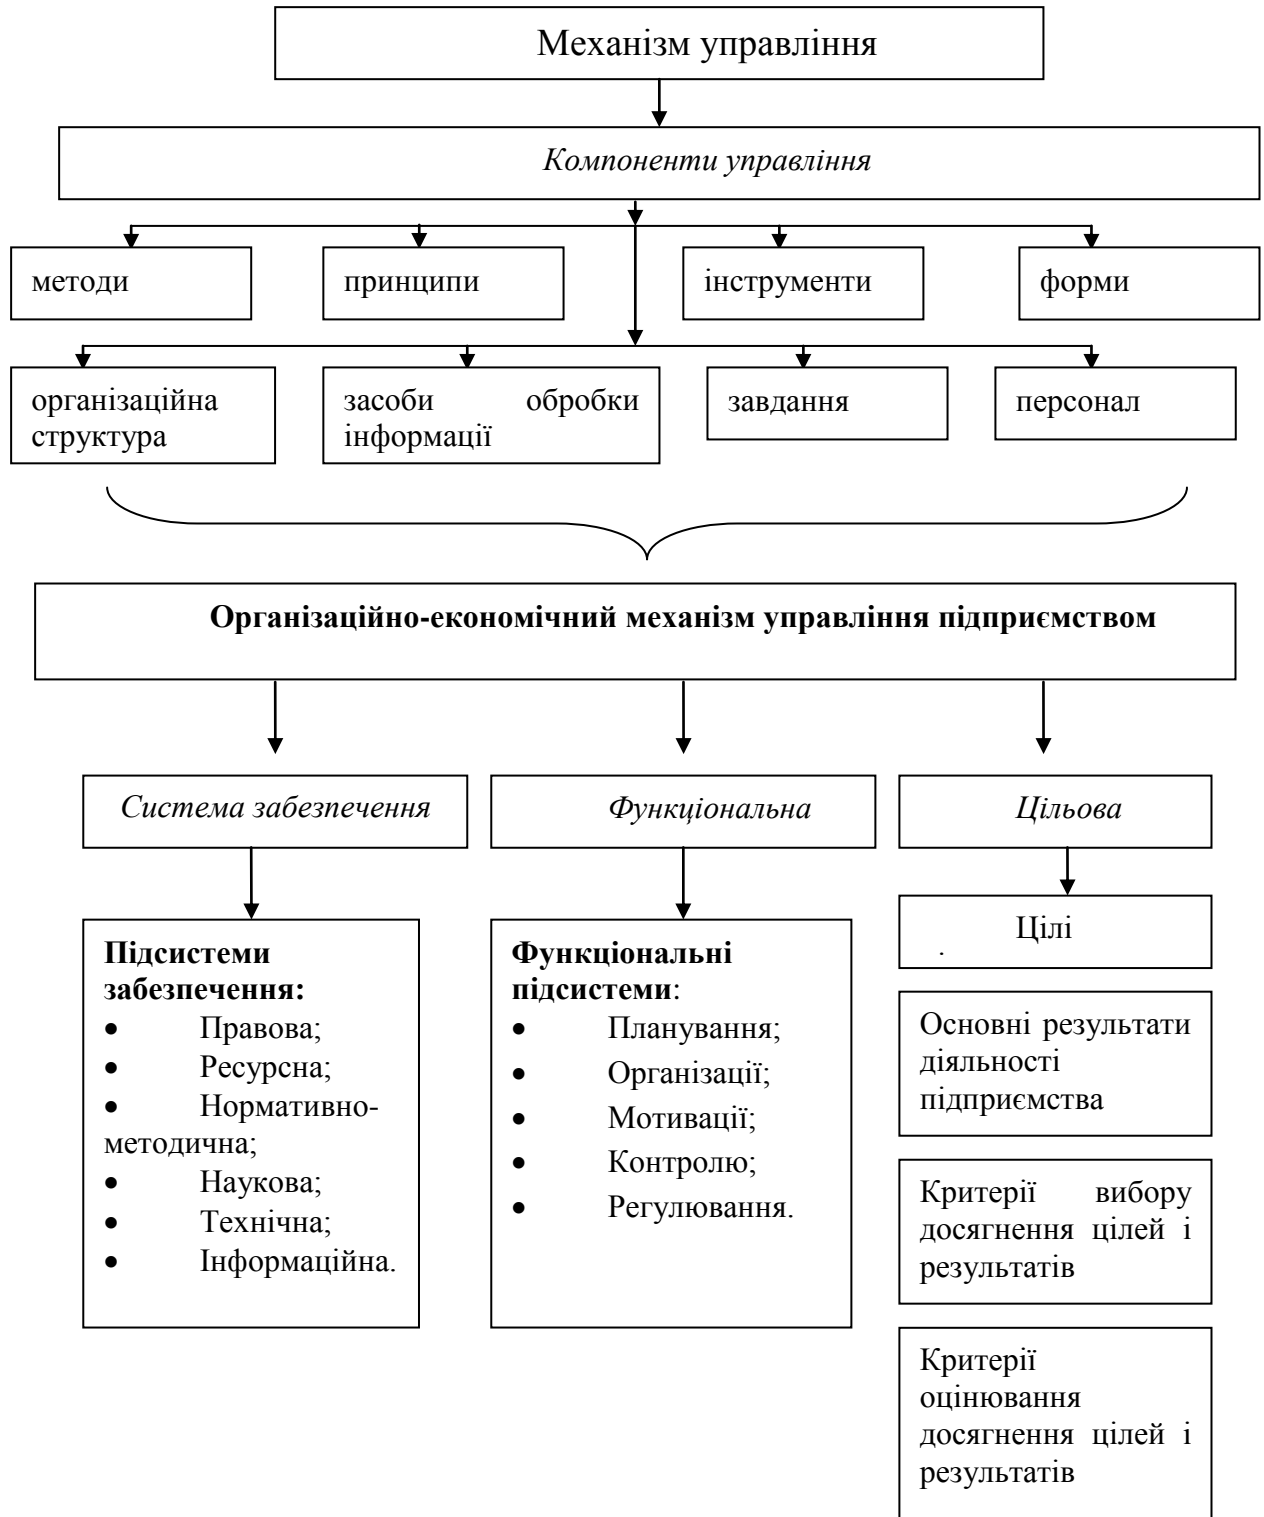 Механізм управління
Компоненти управління
методи
принципи
інструменти
форми
організаційна
структура
засоби обробки
інформації
завдання
персонал
Організаційно-економічний механізм управління підприємством
Система забезпечення
Функціональна
Цільова
Підсистеми
забезпечення:
• Правова;
• Ресурсна;
• Нормативно-
методична;
• Наукова;
• Технічна;
• Інформаційна.
Функціональні
підсистеми:
• Планування;
• Організації;
• Мотивації;
• Контролю;
• Регулювання.
Цілі
.
Основні результати
діяльності
підприємства
Критерії вибору
досягнення цілей і
результатів
Критерії
оцінювання
досягнення цілей і
результатів